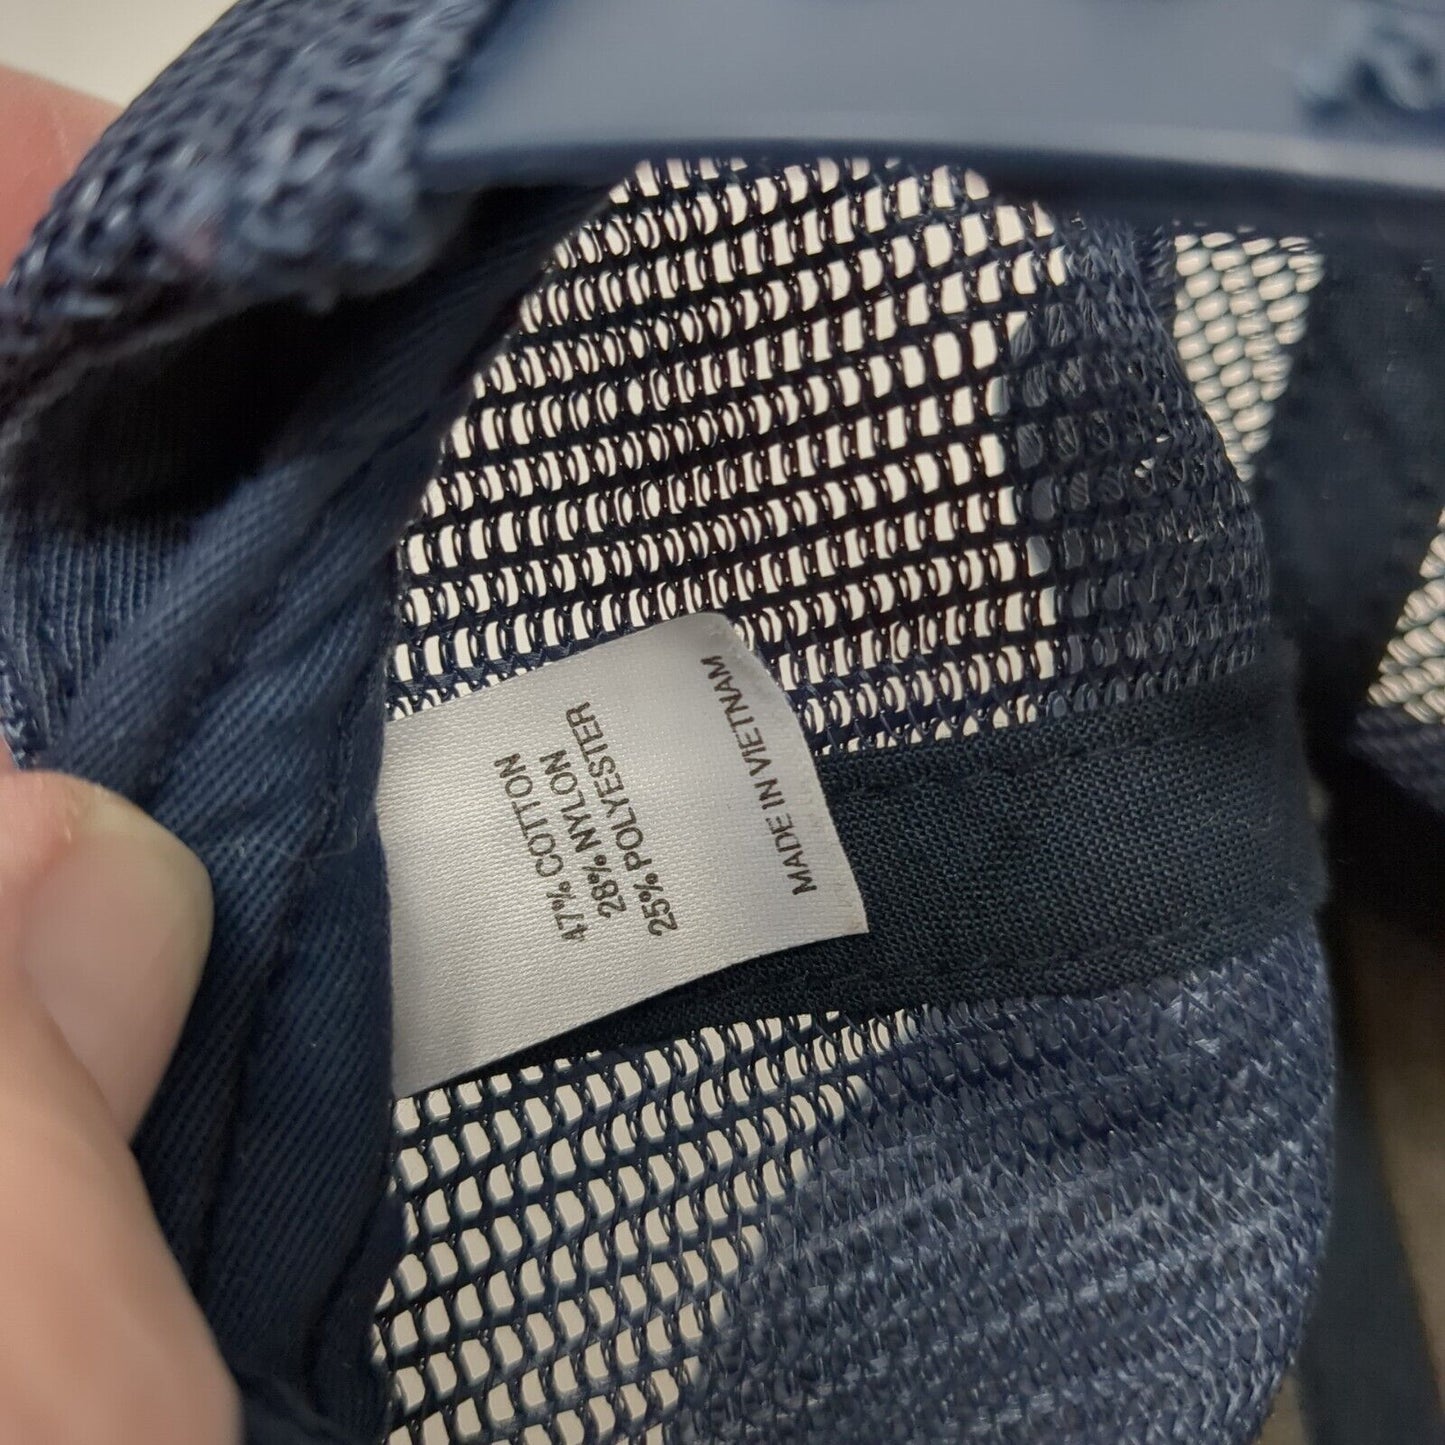 47% COTTON
28% NYLON
25% POLYESTER
MADE IN VIETNAM